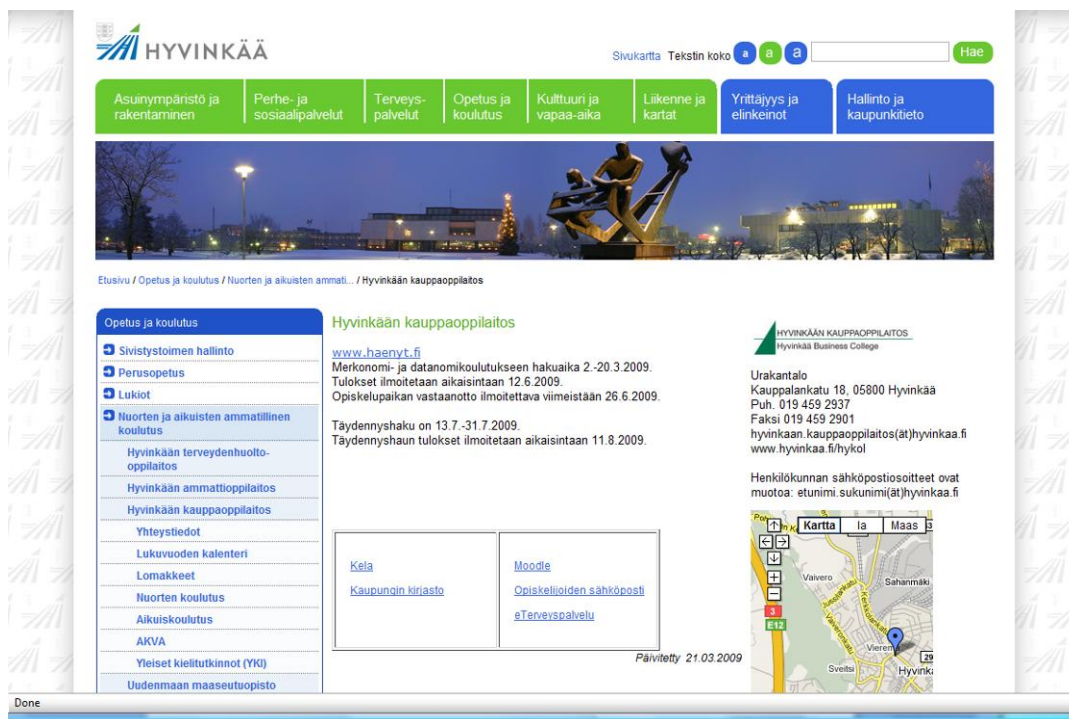 HYVINKÄÄ
Sivukartta Tekstin koko a a a Hae
Asuinympäristö ja rakentaminen
Perhe- ja sosiaalipalvelut
Terveys-palvelut
Opetus ja koulutus
Kulttuuri ja vapaa-aika
Liikenne ja kartat
Yrittäjyys ja elinkeinot
Hallinto ja kaupunkitieto
Etusivu / Opetus ja koulutus / Nuorten ja aikuisten ammati... / Hyvinkään kauppaoppilaitos
Opetus ja koulutus
Sivistystoimen hallinto
Perusopetus
Lukiot
Nuorten ja aikuisten ammatillinen
koulutus
Hyvinkään terveydenhuolto-
oppilaitos
Hyvinkään ammattioppilaitos
Hyvinkään kauppaoppilaitos
Yhteystiedot
Lukuvuoden kalenteri
Lomakkeet
Nuorten koulutus
Aikuiskoulutus
AKVA
Yleiset kielitutkinnot (YKI)
Uudenmaan maaseutuopisto
Hyvinkään kauppaoppilaitos
www.haenyt.fi
Merkonomi- ja datanomikoulutukseen hakuaika 2.-20.3.2009.
Tulokset ilmoitetaan aikaisintaan 12.6.2009.
Opiskelupaikan vastaanotto ilmoitettava viimeistään 26.6.2009.
Täydennyshaku on 13.7.-31.7.2009.
Täydennyshaun tulokset ilmoitetaan aikaisintaan 11.8.2009.
Kela
Kaupungin kirjasto
Moodle
Opiskelijoiden sähköposti
eTerveyspalvelu
Päivitetty 21.03.2009
HYVINKÄÄN KAUPPAOPPILAITOS
Hyvinkää Business College
Urakantalo
Kauppalankatu 18, 05800 Hyvinkää
Puh. 019 459 2937
Faksi 019 459 2901
hyvinkaan.kauppaoppilaitos(ät)hyvinkaa.fi
www.hyvinkaa.fi/hykol
Henkilökunnan sähköpostiosoitteet ovat
muotoa: etunimi.sukunimi(ät)hyvinkaa.fi
Kartta la Maas
Vaivero
Sahanmäki
3
E12
Vierema
29
Sveitsi
Hyvinkä
Done